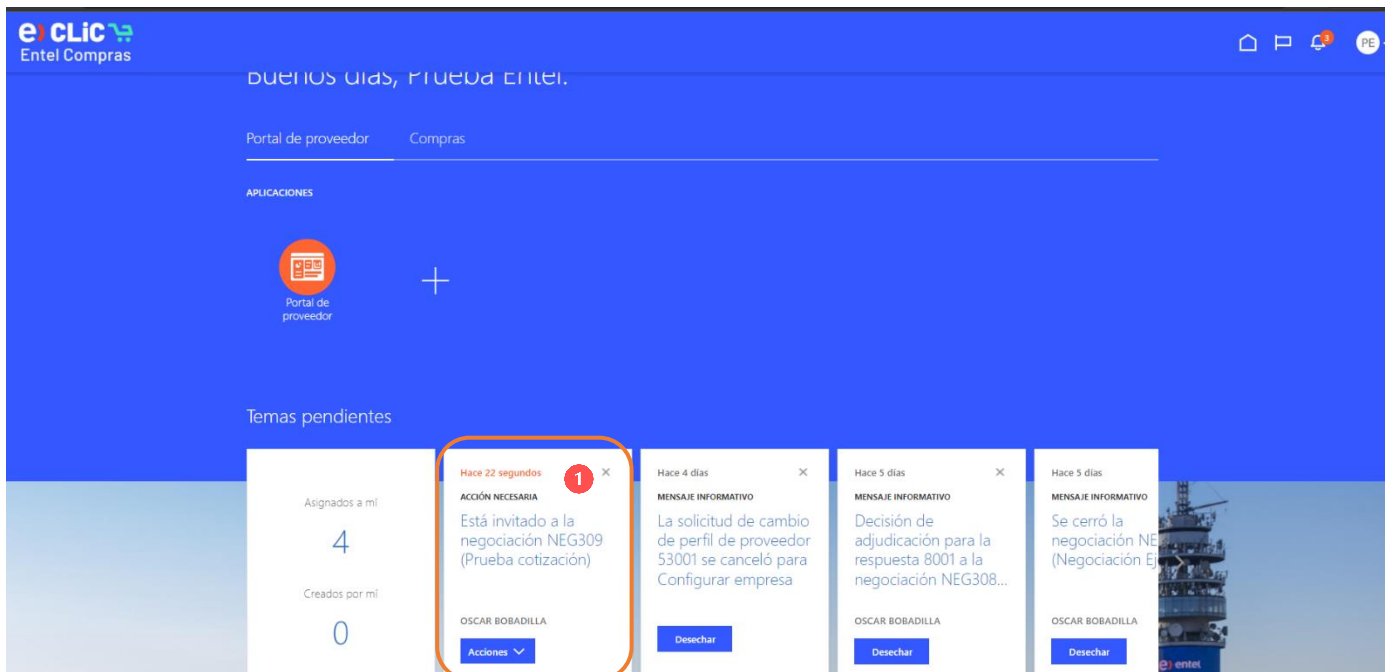 e) CLiC
Entel Compras
3
PE
Buenos días, Prueba Entel.
Portal de proveedor
Compras
APLICACIONES
Portal de
proveedor
Temas pendientes
Asignados a mí
4
Creados por mí
0
Hace 22 segundos
1
ACCIÓN NECESARIA
Está invitado a la
negociación NEG309
(Prueba cotización)
OSCAR BOBADILLA
Acciones
Hace 4 días
MENSAJE INFORMATIVO
La solicitud de cambio
de perfil de proveedor
53001 se canceló para
Configurar empresa
Desechar
Hace 5 días
MENSAJE INFORMATIVO
Decisión de
adjudicación para la
respuesta 8001 a la
negociación NEG308...
OSCAR BOBADILLA
Desechar
Hace 5 días
MENSAJE INFORMATIVO
Se cerró la
negociación NE
(Negociación Ej
OSCAR BOBADILLA
Desechar
e) entel